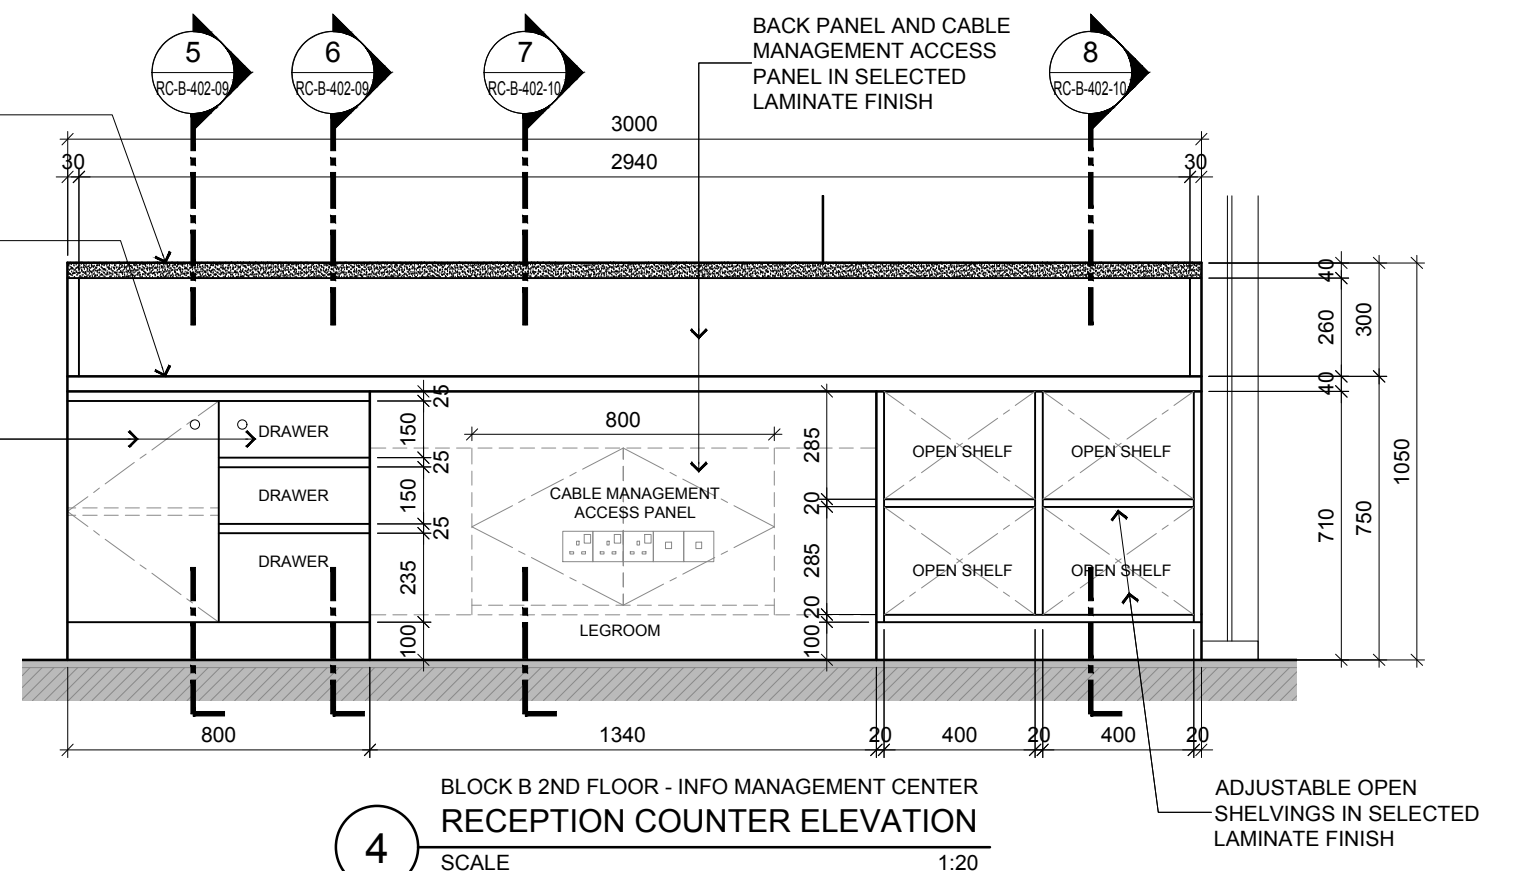 5
RC-B-402-09
6
RC-B-402-09
7
RC-B-402-10
8
RC-B-402-10
BACK PANEL AND CABLE
MANAGEMENT ACCESS
PANEL IN SELECTED
LAMINATE FINISH
3000
30
2940
30
40
260
300
40
1050
710
750
25
150
25
150
25
235
100
DRAWER
DRAWER
DRAWER
800
CABLE MANAGEMENT
ACCESS PANEL
LEGROOM
285
20
285
20
100
OPEN SHELF
OPEN SHELF
OPEN SHELF
OPEN SHELF
800
1340
20
400
20
400
20
ADJUSTABLE OPEN
SHELVINGS IN SELECTED
LAMINATE FINISH
BLOCK B 2ND FLOOR - INFO MANAGEMENT CENTER
4
RECEPTION COUNTER ELEVATION
SCALE 1:20